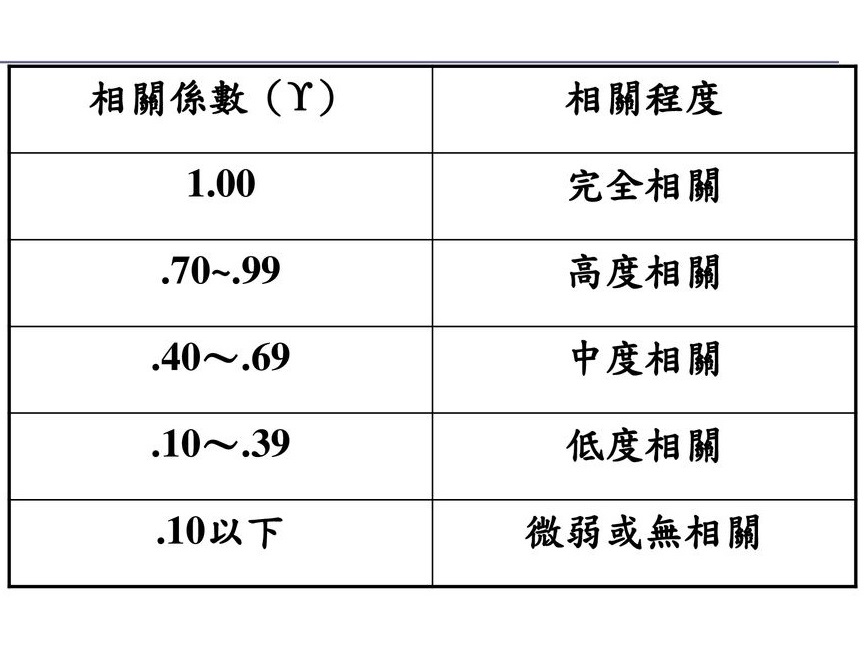 相關係數（ϒ） 相關程度
1.00 完全相關
.70~.99 高度相關
.40～.69 中度相關
.10～.39 低度相關
.10以下 微弱或無相關